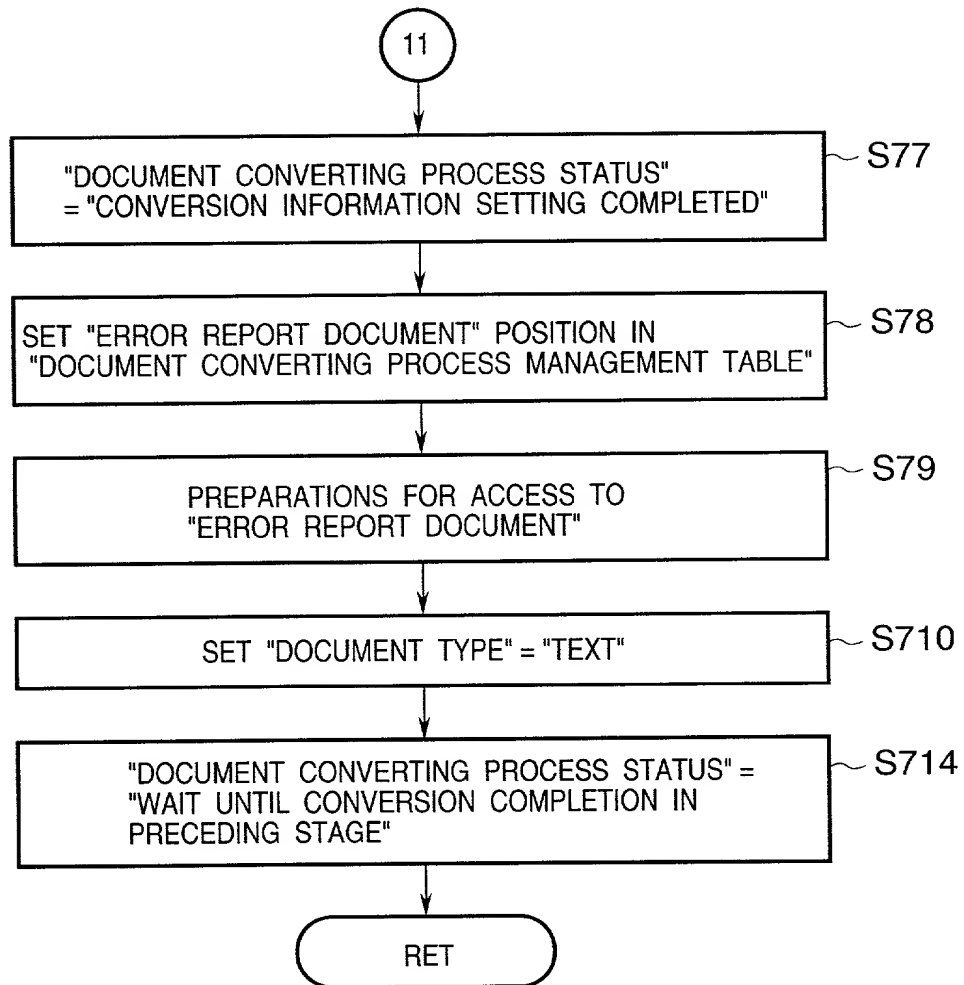 11
"DOCUMENT CONVERTING PROCESS STATUS"
= "CONVERSION INFORMATION SETTING COMPLETED"
S77
SET "ERROR REPORT DOCUMENT" POSITION IN
"DOCUMENT CONVERTING PROCESS MANAGEMENT TABLE"
S78
PREPARATIONS FOR ACCESS TO
"ERROR REPORT DOCUMENT"
S79
SET "DOCUMENT TYPE" = "TEXT"
S710
"DOCUMENT CONVERTING PROCESS STATUS" =
"WAIT UNTIL CONVERSION COMPLETION IN
PRECEDING STAGE"
S714
RET